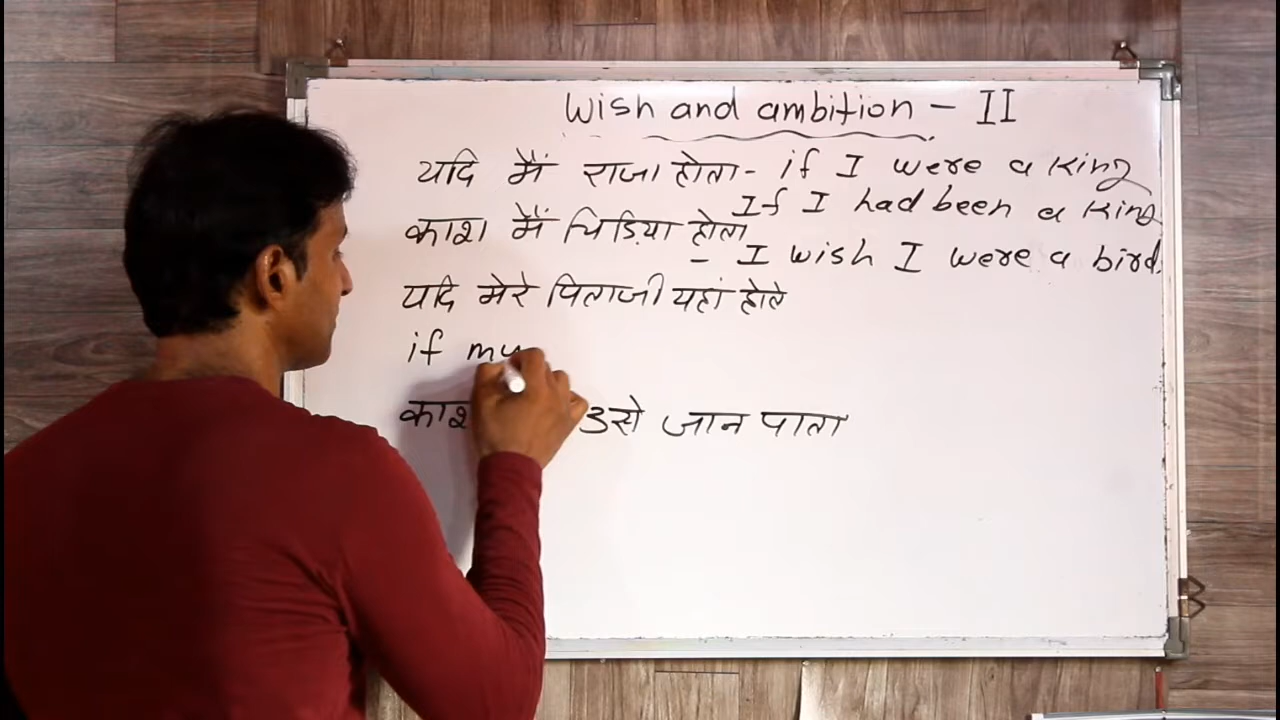 Wish and ambition - II
यदि मैं राजा होता - if I were a king
If I had been a king
काश मैं चिडिया होता
- I wish I were a bird.
यदि मेरे पिताजी यहां होते
if my
काश उसे जान पाता